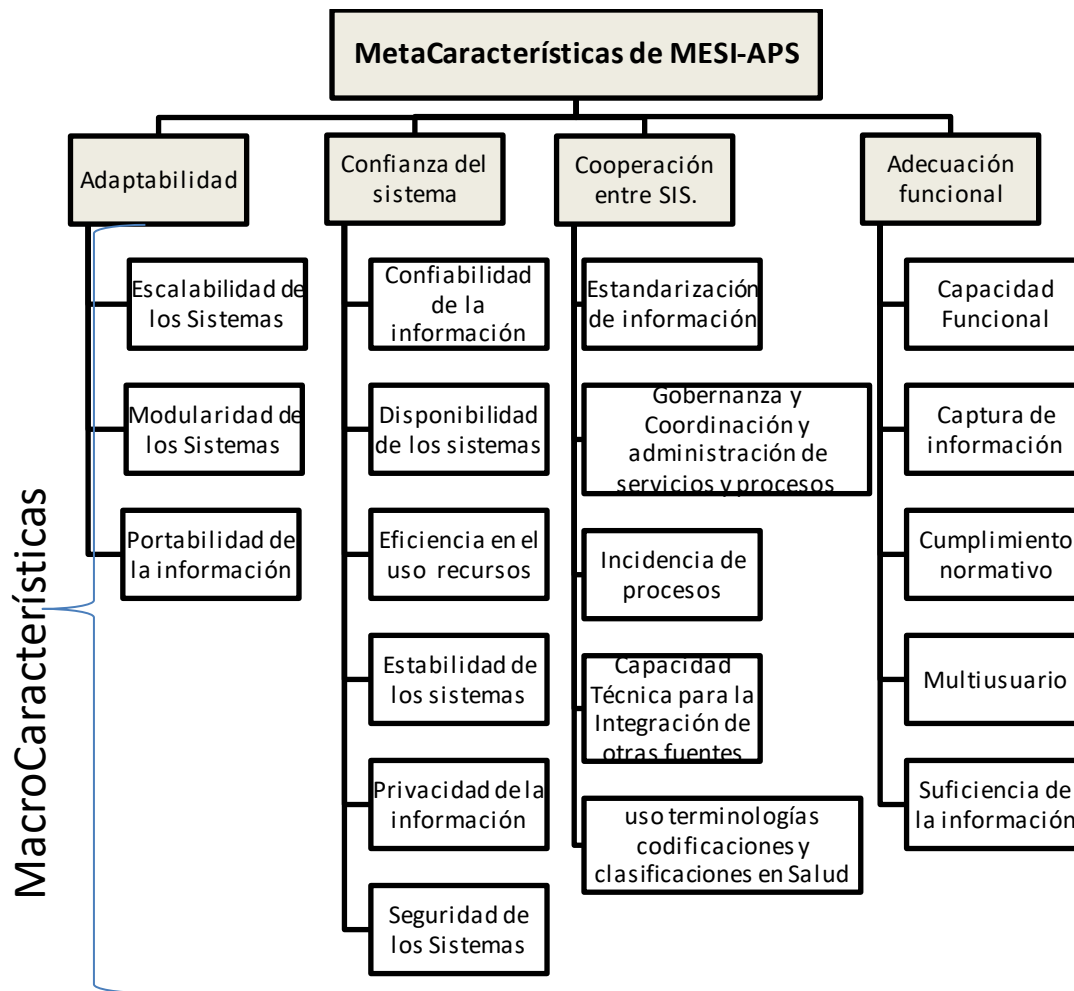 MetaCaracterísticas de MESI-APS
Adaptabilidad
Escalabilidad de
los Sistemas
Modularidad de
los Sistemas
Portabilidad de
la información
Confianza del
sistema
Confiabilidad
de la
información
Disponibilidad
de los sistemas
Eficiencia en el
uso recursos
Estabilidad de
los sistemas
Privacidad de la
información
Seguridad de
los Sistemas
Cooperación
entre SIS.
Estandarización
de información
Gobernanza y
Coordinación y
administración de
servicios y procesos
Incidencia de
procesos
Capacidad
Técnica para la
Integración de
otras fuentes
uso terminologías
codificaciones y
clasificaciones en Salud
Adecuación
funcional
Capacidad
Funcional
Captura de
información
Cumplimiento
normativo
Multiusuario
Suficiencia de
la información
MacroCaracterísticas